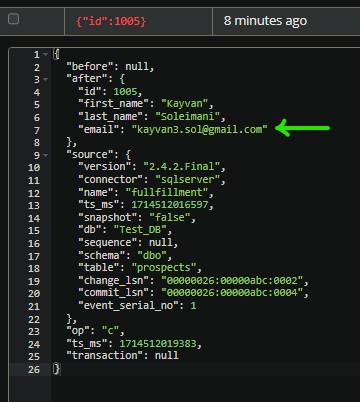 {"id":1005} 8 minutes ago
1 {
2 "before": null,
3 "after": {
4 "id": 1005,
5 "first_name": "Kayvan",
6 "last_name": "Soleimani",
7 "email": "kayvan3.sol@gmail.com"
8 },
9 "source": {
10 "version": "2.4.2.Final",
11 "connector": "sqlserver",
12 "name": "fullfillment",
13 "ts_ms": 1714512016597,
14 "snapshot": "false",
15 "db": "Test_DB",
16 "sequence": null,
17 "schema": "dbo",
18 "table": "prospects",
19 "change_lsn": "00000026:00000abc:0002",
20 "commit_lsn": "00000026:00000abc:0004",
21 "event_serial_no": 1
22 },
23 "op": "c",
24 "ts_ms": 1714512019383,
25 "transaction": null
26 }